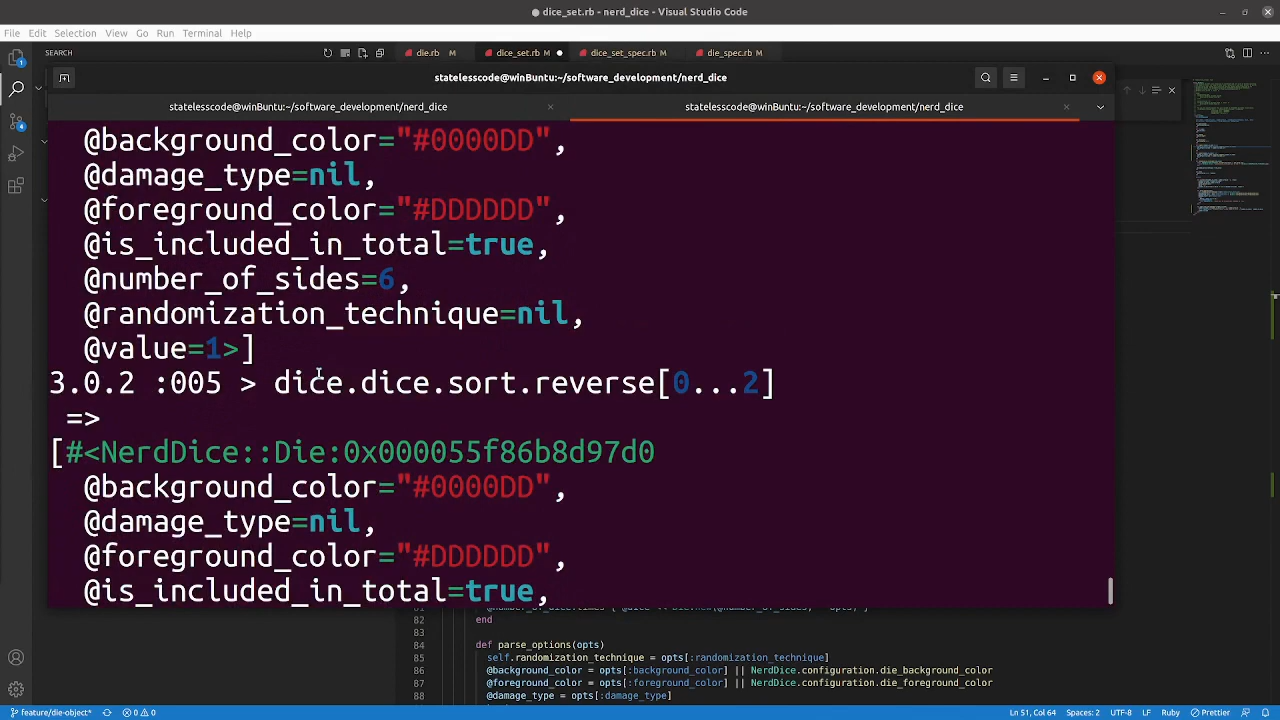 dice_set.rb - nerd_dice - Visual Studio Code
File Edit Selection View Go Run Terminal Help
SEARCH
die.rb M
dice_set.rb M
dice_set_spec.rb M
die_spec.rb M
statelesscode@winBuntu:~/software_development/nerd_dice
statelesscode@winBuntu:~/software_development/nerd_dice
statelesscode@winBuntu:~/software_development/nerd_dice
@background_color="#0000DD",
@damage_type=nil,
@foreground_color="#DDDDDD",
@is_included_in_total=true,
@number_of_sides=6,
@randomization_technique=nil,
@value=1>]
3.0.2 :005 > dice.dice.sort.reverse[0...2]
=>
[#<NerdDice::Die:0x000055f86b8d97d0
@background_color="#0000DD",
@damage_type=nil,
@foreground_color="#DDDDDD",
@is_included_in_total=true,
82 end
83
84 def parse_options(opts)
85 self.randomization_technique = opts[:randomization_technique]
86 @background_color = opts[:background_color] || NerdDice.configuration.die_background_color
87 @foreground_color = opts[:foreground_color] || NerdDice.configuration.die_foreground_color
88 @damage_type = opts[:damage_type]
feature/die-object* 0 0 Ln 51, Col 64 Spaces: 2 UTF-8 LF Ruby Prettier